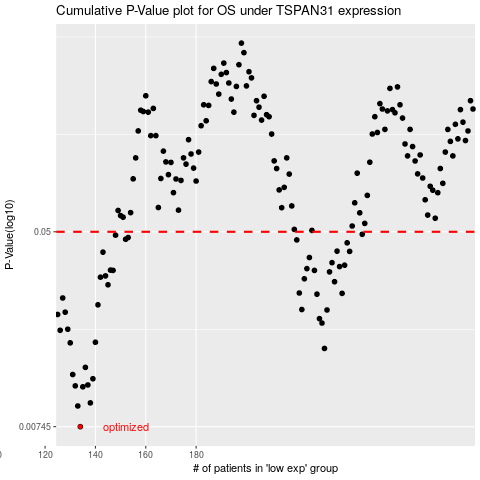 Cumulative P-Value plot for OS under TSPAN31 expression
P-Value(log10)
0.05
0.00745
optimized
0
120
140
160
180
# of patients in 'low exp' group